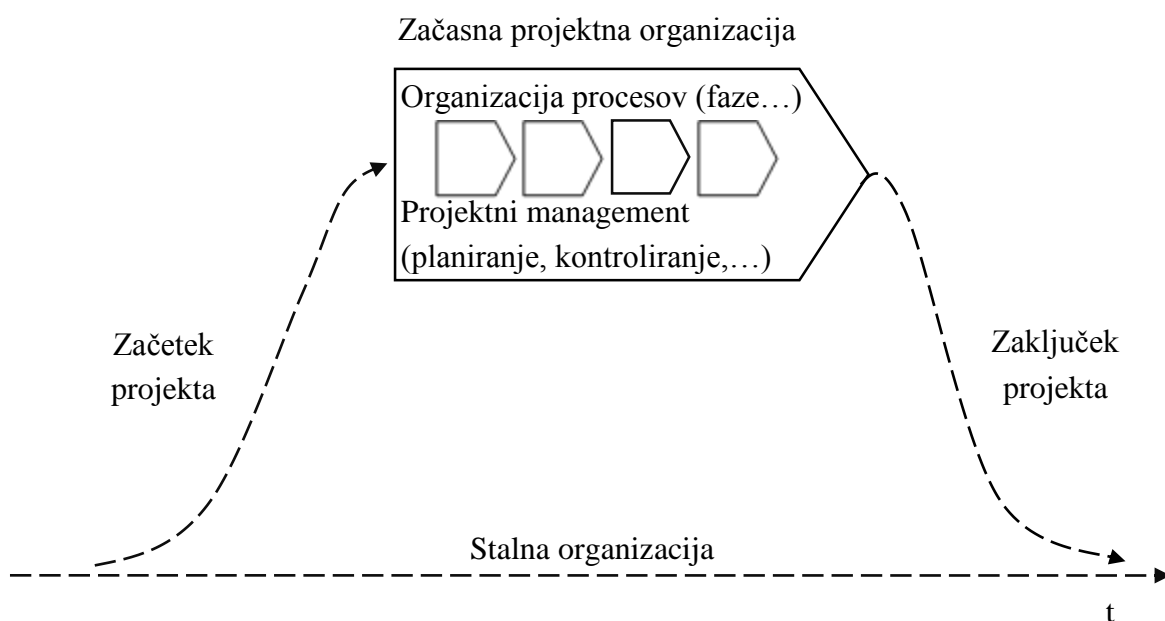 Začasna projektna organizacija
Organizacija procesov (faze…)
Projektni management
(planiranje, kontroliranje,…)
Začetek
projekta
Zaključek
projekta
Stalna organizacija
t